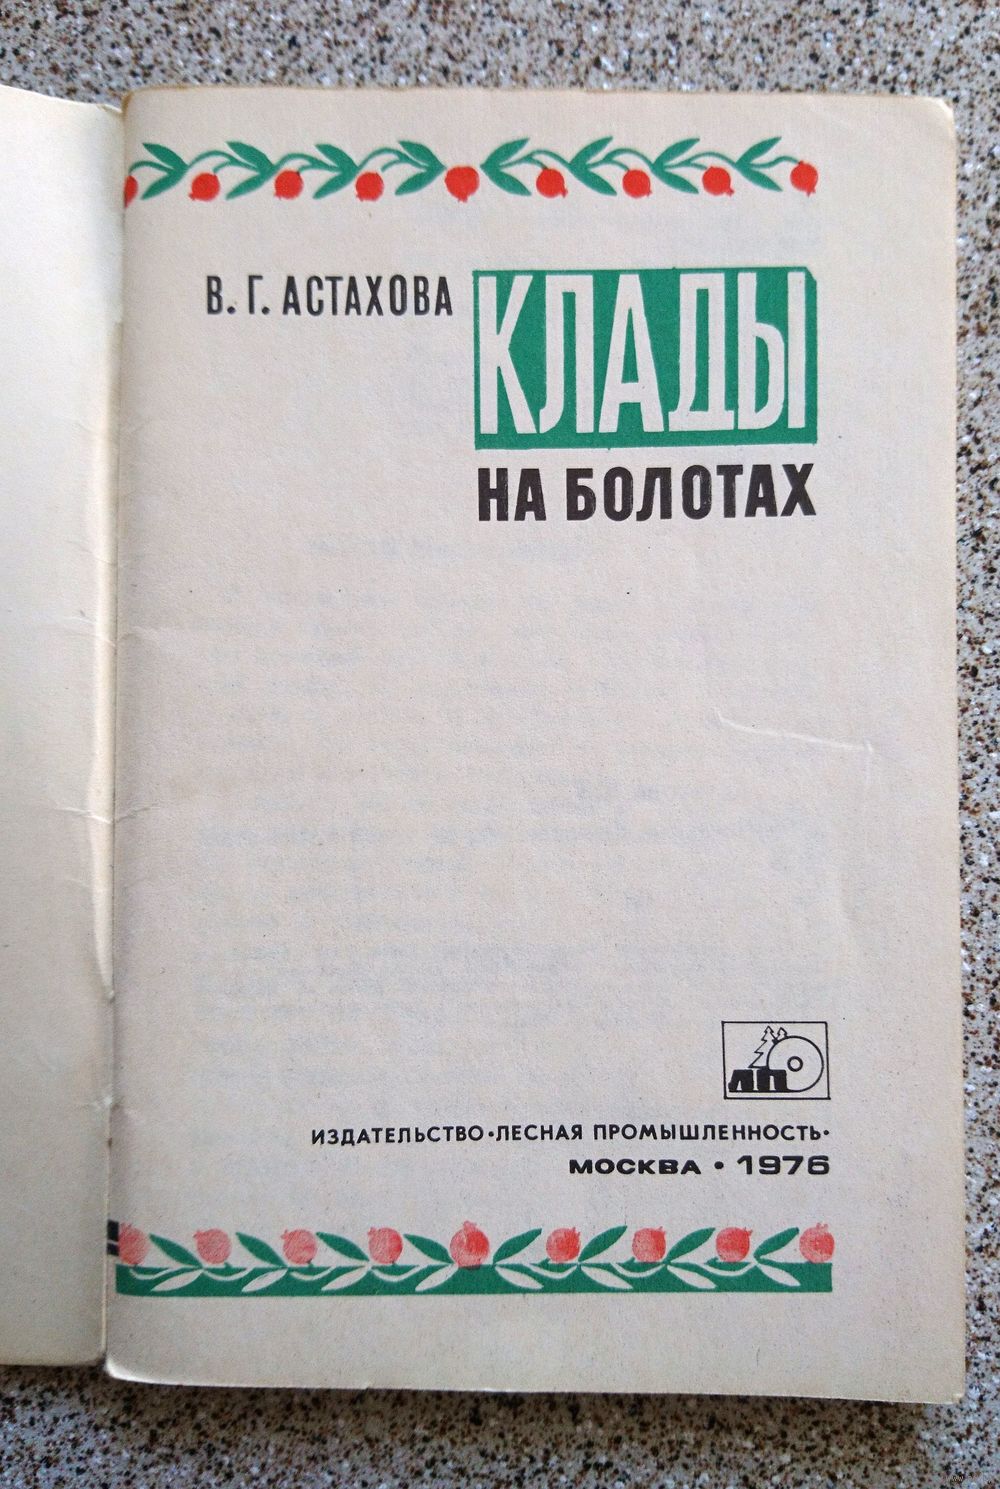 В. Г. АСТАХОВА
КЛАДЫ
НА БОЛОТАХ
ЛП
ИЗДАТЕЛЬСТВО•ЛЕСНАЯ ПРОМЫШЛЕННОСТЬ•
МОСКВА • 1976